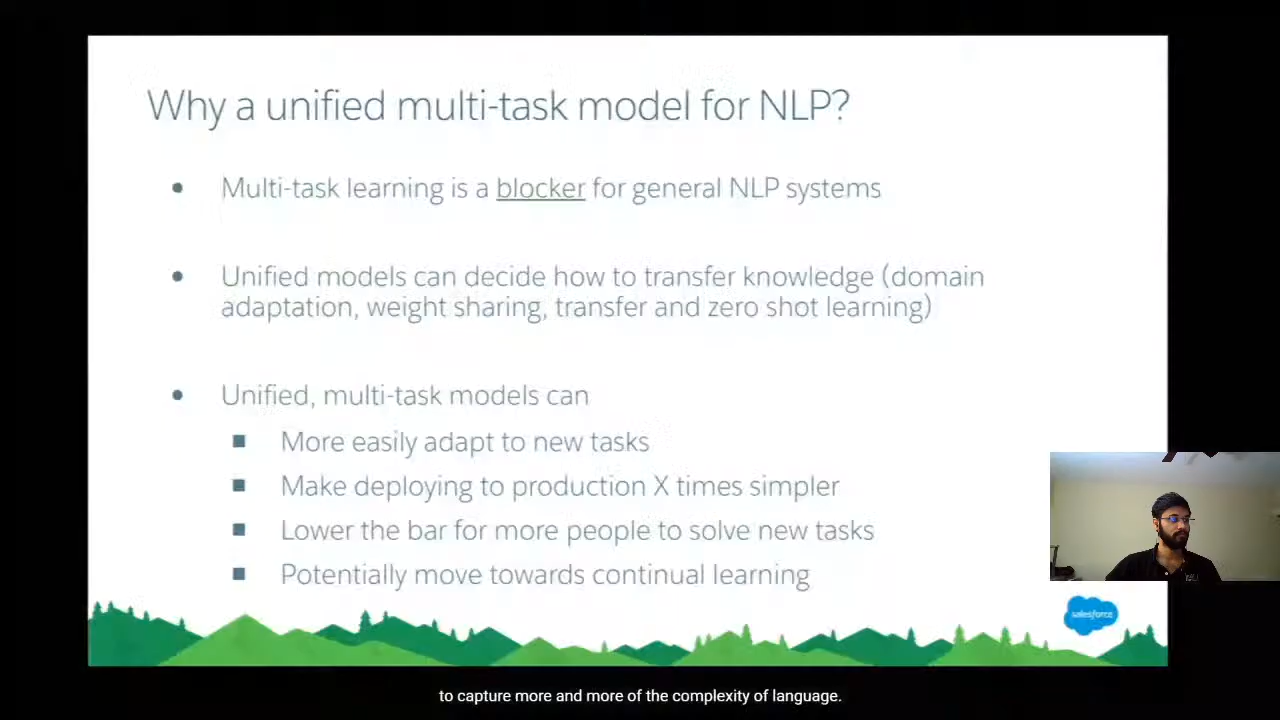 Why a unified multi-task model for NLP?
• Multi-task learning is a blocker for general NLP systems
• Unified models can decide how to transfer knowledge (domain
adaptation, weight sharing, transfer and zero shot learning)
• Unified, multi-task models can
■ More easily adapt to new tasks
■ Make deploying to production X times simpler
■ Lower the bar for more people to solve new tasks
■ Potentially move towards continual learning
salesforce
to capture more and more of the complexity of language.